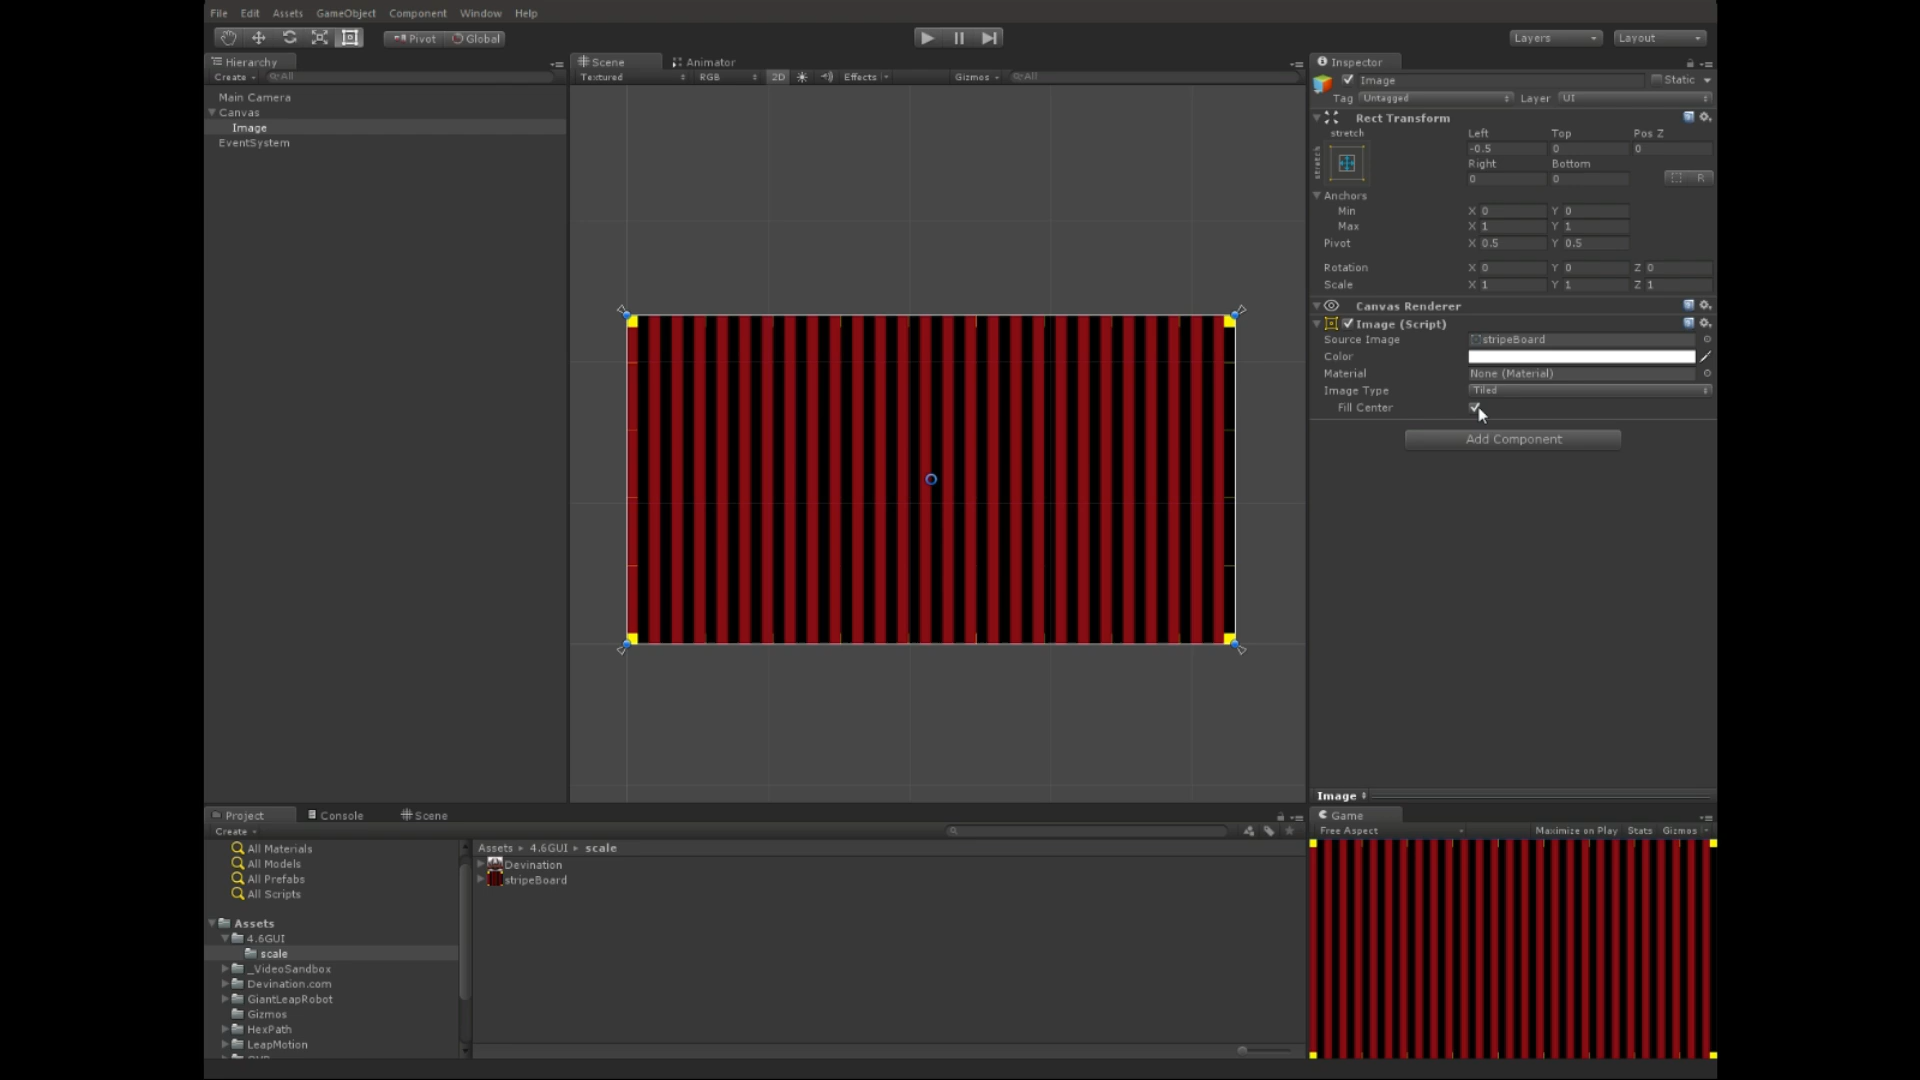 File Edit Assets GameObject Component Window Help
Pivot Global
Layers Layout
Hierarchy
Create All
Main Camera
Canvas
Image
EventSystem
Scene Animator
Textured RGB 2D Effects Gizmos All
Inspector
Image Static
Tag Untagged Layer UI
Rect Transform
stretch Left Top Pos Z
stretch
-0.5 0 0
Right Bottom
0 0 R
Anchors
Min X 0 Y 0
Max X 1 Y 1
Pivot X 0.5 Y 0.5
Rotation X 0 Y 0 Z 0
Scale X 1 Y 1 Z 1
Canvas Renderer
Image (Script)
Source Image stripeBoard
Color
Material None (Material)
Image Type Tiled
Fill Center
Add Component
Image
Project Console Scene
Create
All Materials
All Models
All Prefabs
All Scripts
Assets
4.6GUI
scale
_VideoSandbox
Devination.com
GiantLeapRobot
Gizmos
HexPath
LeapMotion
Assets 4.6GUI scale
Devination
stripeBoard
Game
Free Aspect Maximize on Play Stats Gizmos